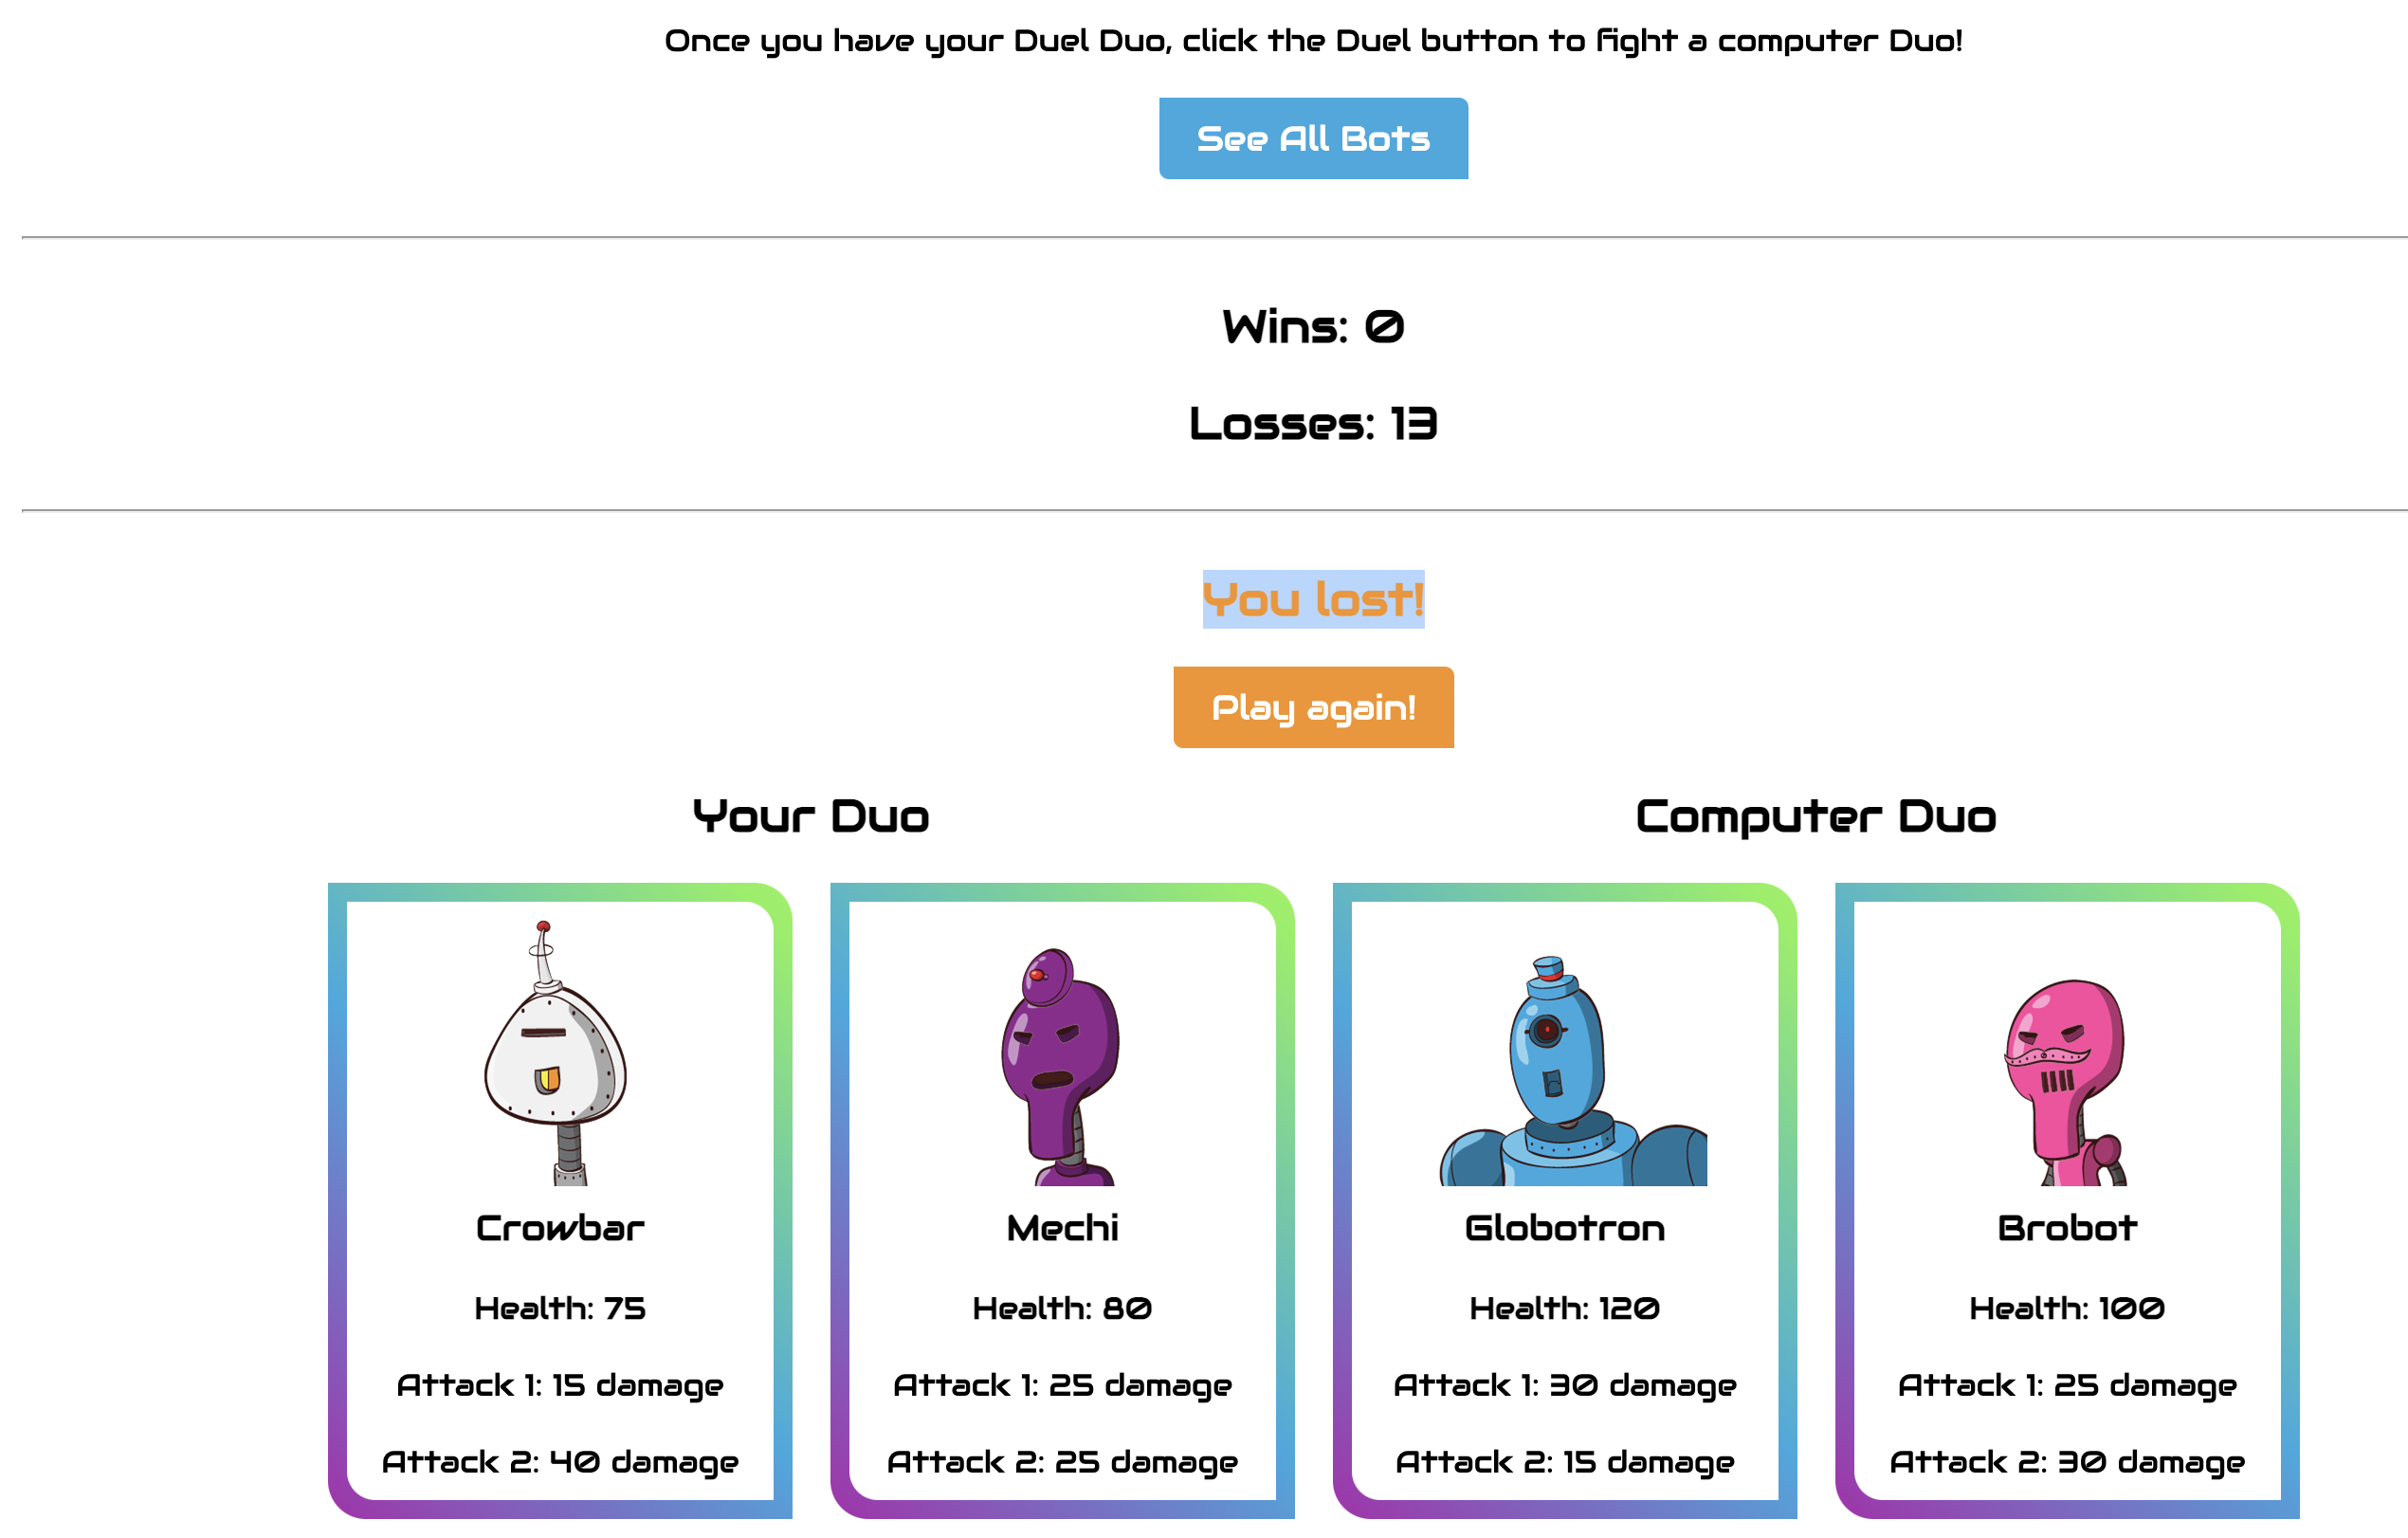 Once you have your Duel Duo, click the Duel button to fight a computer Duo!
See All Bots
Wins: 0
Losses: 13
You lost!
Play again!
Your Duo
Computer Duo
Crowbar
Health: 75
Attack 1: 15 damage
Attack 2: 40 damage
Mechi
Health: 80
Attack 1: 25 damage
Attack 2: 25 damage
Globotron
Health: 120
Attack 1: 30 damage
Attack 2: 15 damage
Brobot
Health: 100
Attack 1: 25 damage
Attack 2: 30 damage